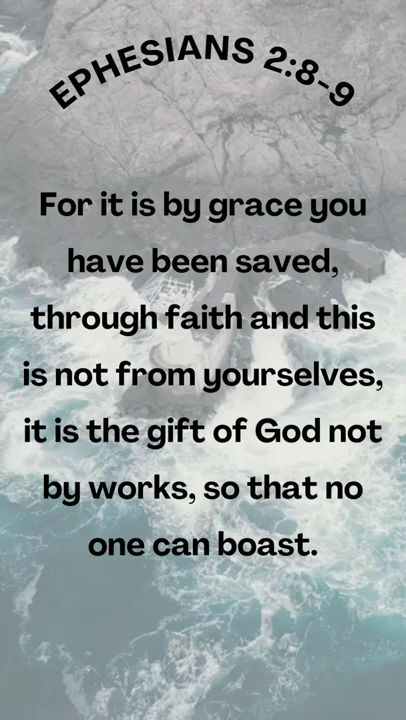 EPHESIANS 2:8-9
For it is by grace you
have been saved,
through faith and this
is not from yourselves,
it is the gift of God not
by works, so that no
one can boast.